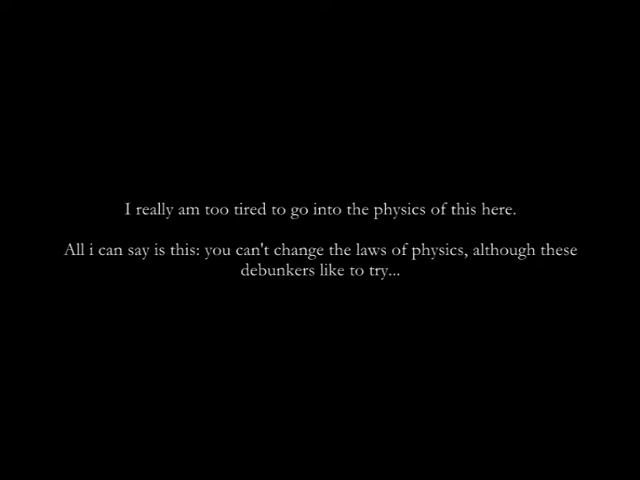 I really am too tired to go into the physics of this here.
All i can say is this: you can't change the laws of physics, although these
debunkers like to try...